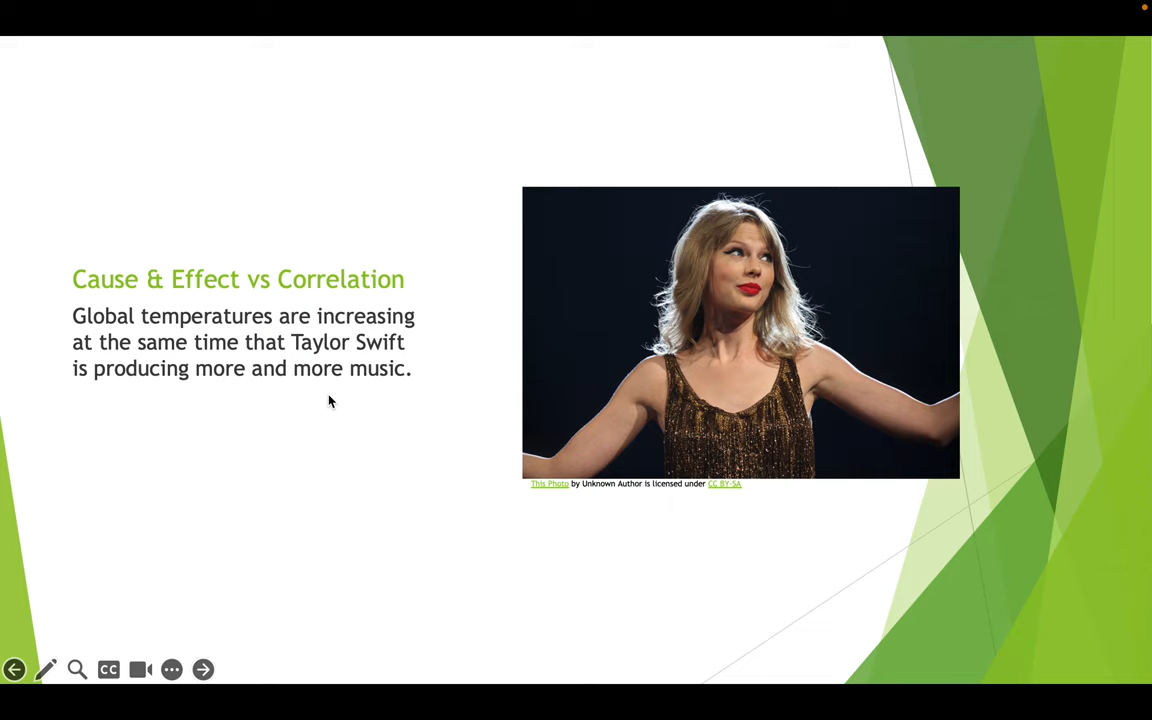 Cause & Effect vs Correlation
Global temperatures are increasing
at the same time that Taylor Swift
is producing more and more music.
This Photo by Unknown Author is licensed under CC BY-SA
CC